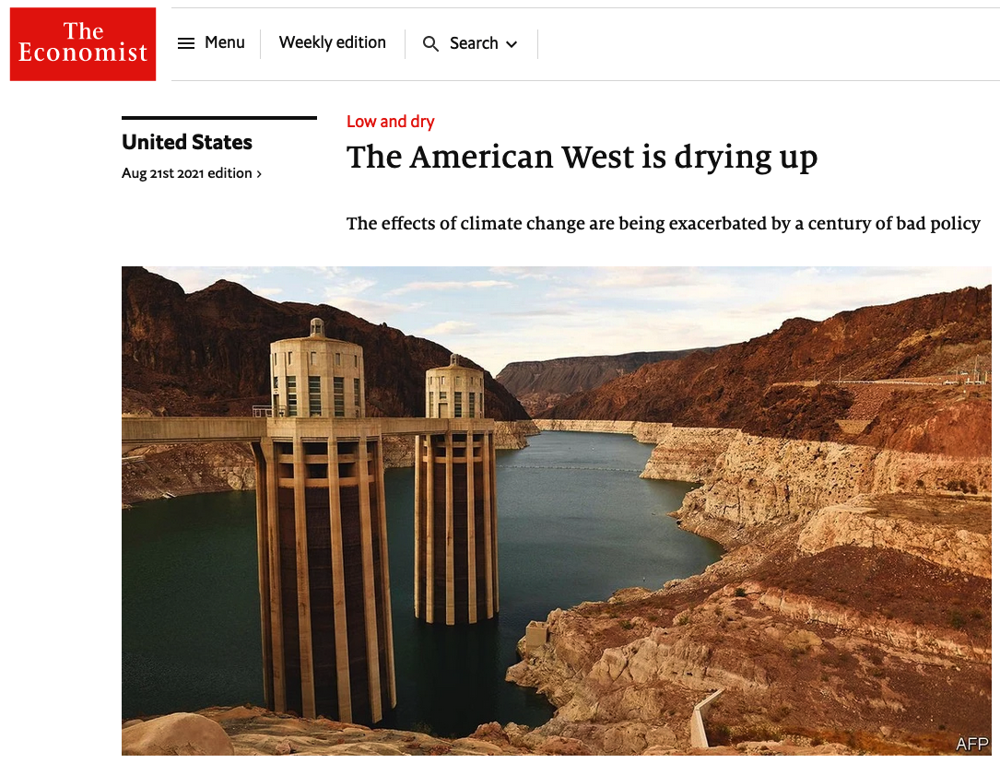 The
Economist
Menu
Weekly edition
Search
United States
Aug 21st 2021 edition ›
Low and dry
The American West is drying up
The effects of climate change are being exacerbated by a century of bad policy
AFP